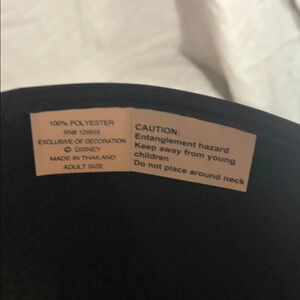 100% POLYESTER
RN# 129855
EXCLUSIVE OF DECORATION
© DISNEY
MADE IN THAILAND
ADULT SIZE
CAUTION:
Entanglement hazard
Keep away from young
children
Do not place around neck